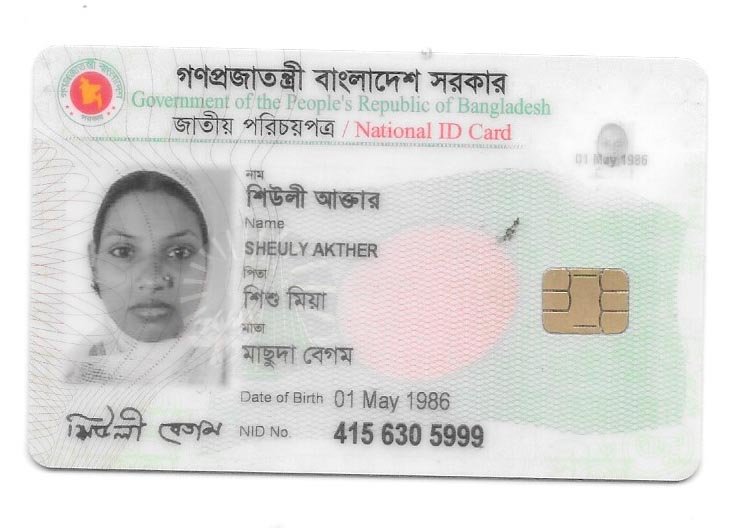 গণপ্রজাতন্ত্রী বাংলাদেশ সরকার
Government of the People's Republic of Bangladesh
জাতীয় পরিচয়পত্র / National ID Card
01 May 1986
নাম
শিউলী আক্তার
Name
SHEULY AKTHER
পিতা
শিশু মিয়া
মাতা
মাছুদা বেগম
Date of Birth 01 May 1986
শিউলী বেগম
NID No. 415 630 5999